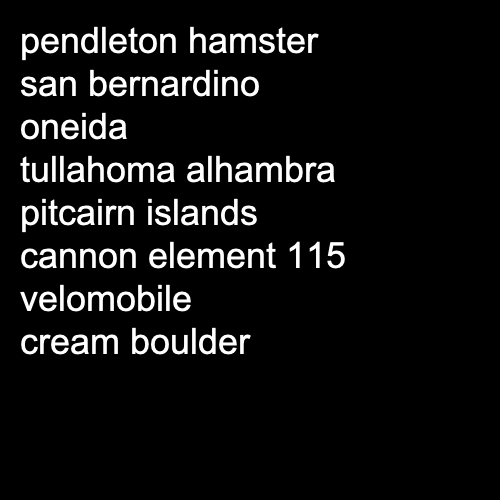 pendleton hamster
san bernardino
oneida
tullahoma alhambra
pitcairn islands
cannon element 115
velomobile
cream boulder